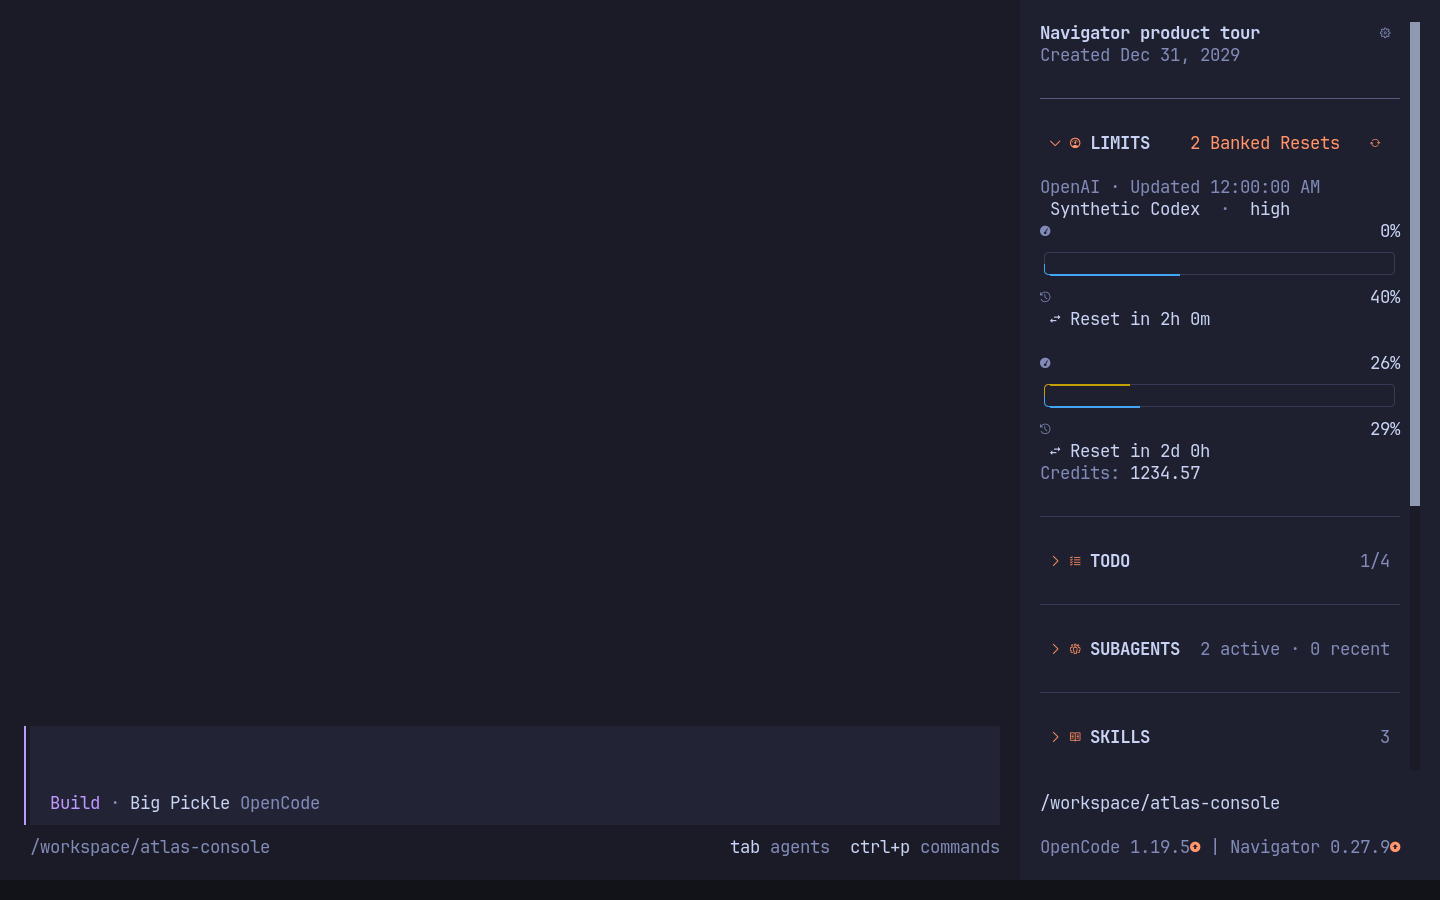 Navigator product tour
Created Dec 31, 2029
LIMITS 2 Banked Resets
OpenAI · Updated 12:00:00 AM
Synthetic Codex · high
0%
40%
Reset in 2h 0m
26%
29%
Reset in 2d 0h
Credits: 1234.57
TODO 1/4
SUBAGENTS 2 active · 0 recent
SKILLS 3
Build · Big Pickle OpenCode
/workspace/atlas-console
tab agents ctrl+p commands
/workspace/atlas-console
OpenCode 1.19.5 | Navigator 0.27.9